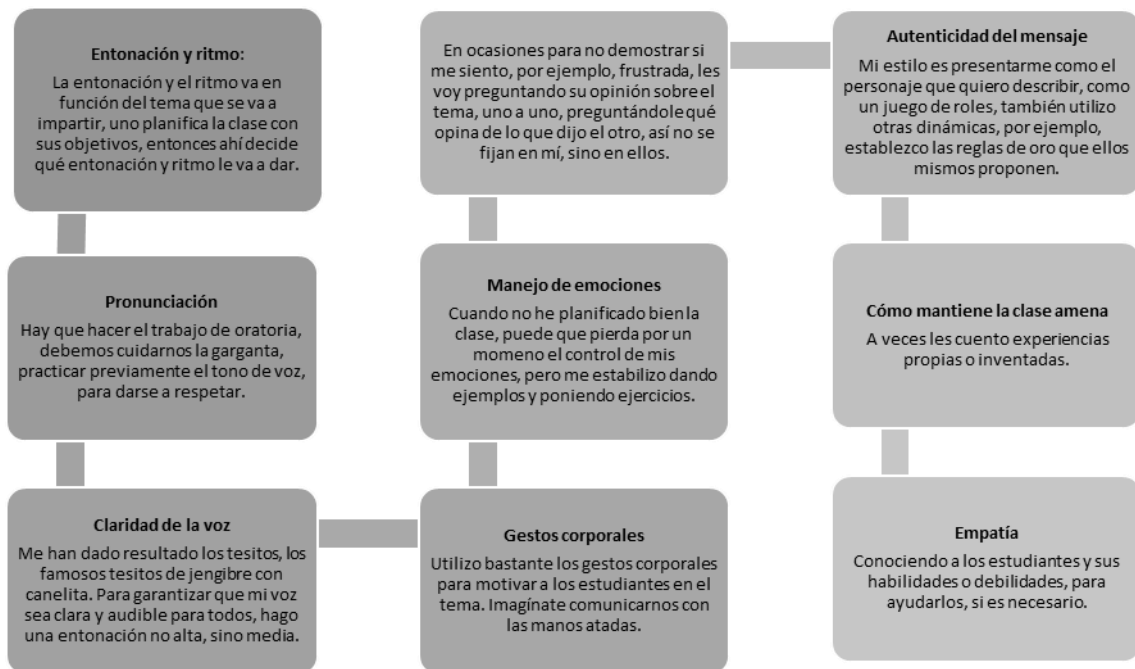 Entonación y ritmo:
La entonación y el ritmo va en
función del tema que se va a
impartir, uno planifica la clase con
sus objetivos, entonces ahí decide
qué entonación y ritmo le va a dar.
Pronunciación
Hay que hacer el trabajo de oratoria,
debemos cuidarnos la garganta,
practicar previamente el tono de voz,
para darse a respetar.
Claridad de la voz
Me han dado resultado los tesitos, los
famosos tesitos de jengibre con
canelita. Para garantizar que mi voz
sea clara y audible para todos, hago
una entonación no alta, sino media.
Gestos corporales
Utilizo bastante los gestos corporales
para motivar a los estudiantes en el
tema. Imagínate comunicarnos con
las manos atadas.
Manejo de emociones
Cuando no he planificado bien la
clase, puede que pierda por un
momeno el control de mis
emociones, pero me estabilizo dando
ejemplos y poniendo ejercicios.
En ocasiones para no demostrar si
me siento, por ejemplo, frustrada, les
voy preguntando su opinión sobre el
tema, uno a uno, preguntándole qué
opina de lo que dijo el otro, así no se
fijan en mí, sino en ellos.
Autenticidad del mensaje
Mi estilo es presentarme como el
personaje que quiero describir, como
un juego de roles, también utilizo
otras dinámicas, por ejemplo,
establezco las reglas de oro que ellos
mismos proponen.
Cómo mantiene la clase amena
A veces les cuento experiencias
propias o inventadas.
Empatía
Conociendo a los estudiantes y sus
habilidades o debilidades, para
ayudarlos, si es necesario.